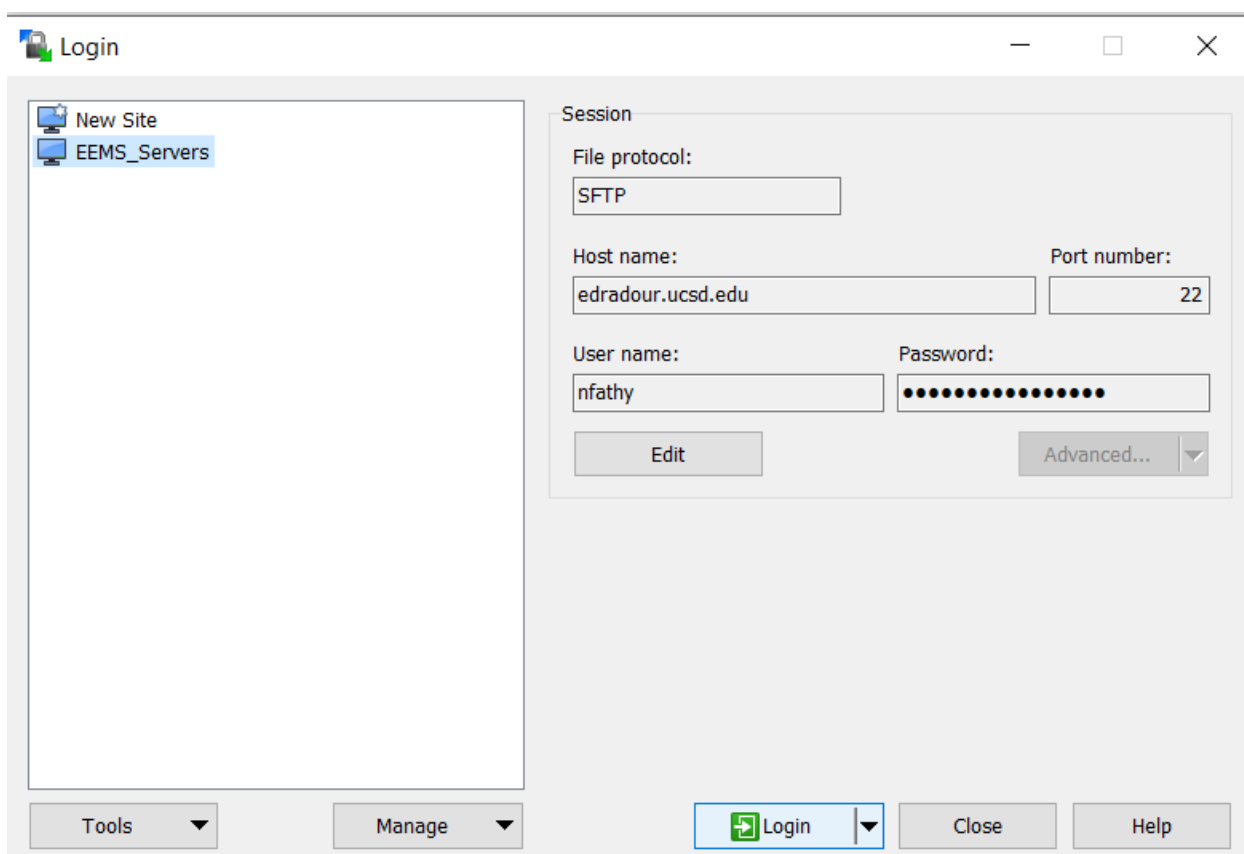 Login
New Site
EEMS_Servers
Session
File protocol:
SFTP
Host name: Port number:
edradour.ucsd.edu 22
User name: Password:
nfathy ●●●●●●●●●●●●●●●●
Edit Advanced...
Tools Manage Login Close Help